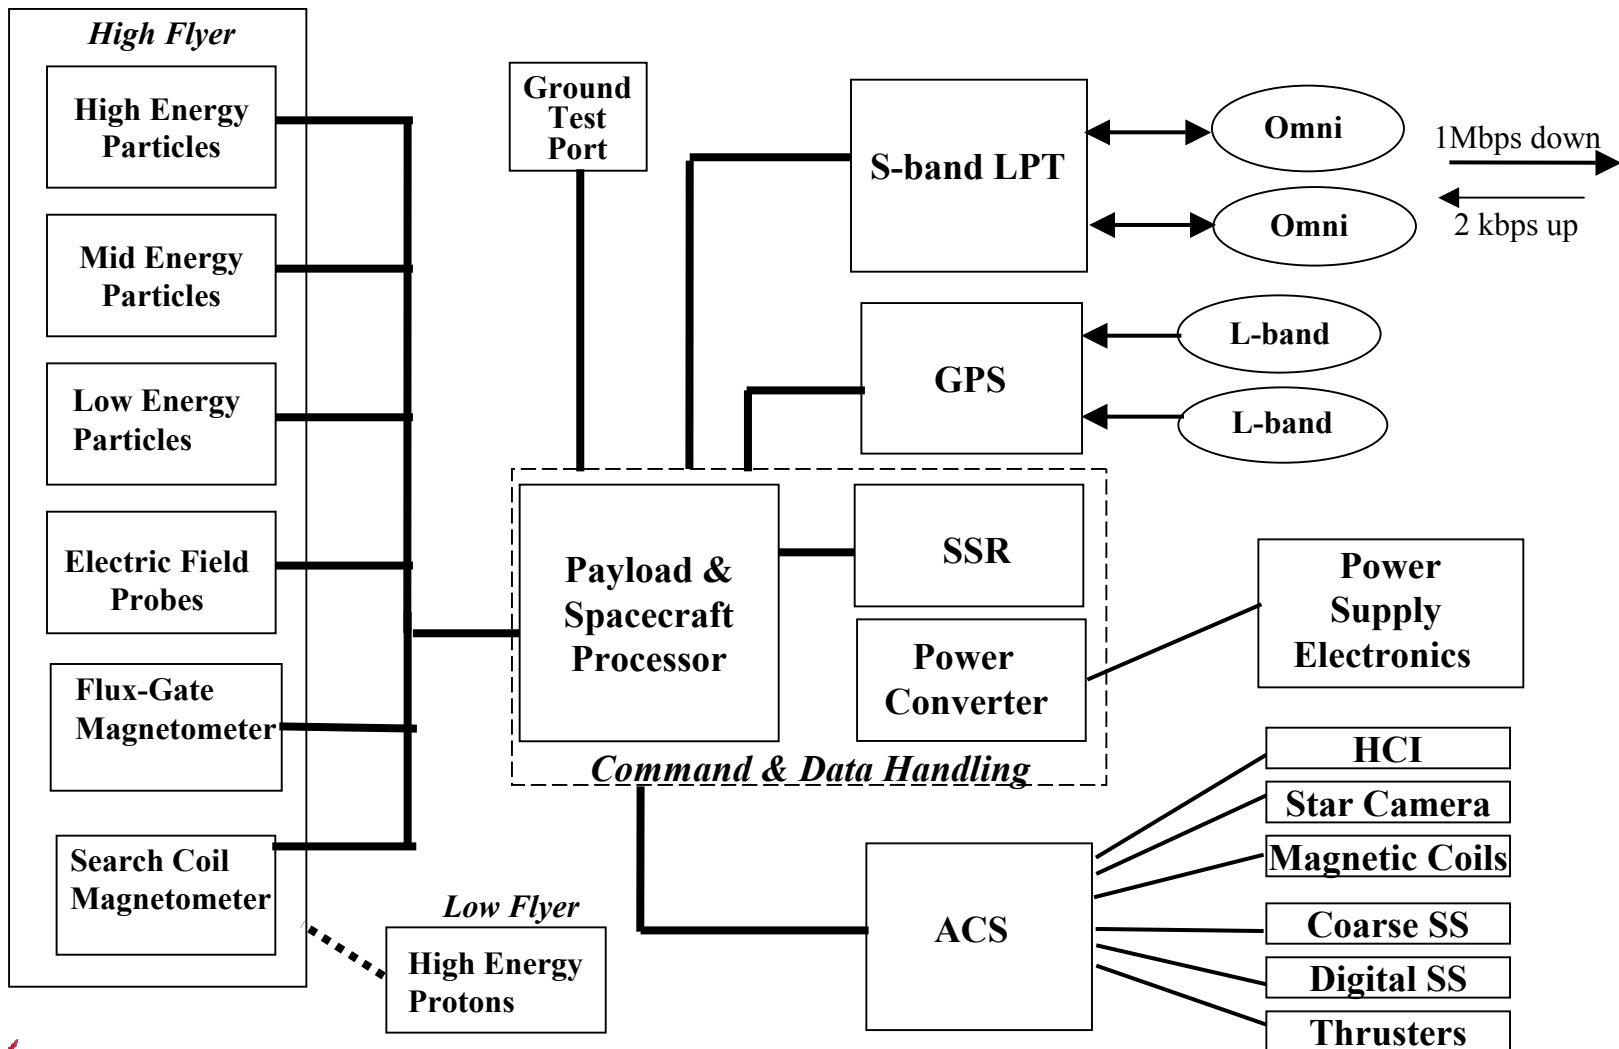 High Flyer
High Energy
Particles
Mid Energy
Particles
Low Energy
Particles
Electric Field
Probes
Flux-Gate
Magnetometer
Search Coil
Magnetometer
Low Flyer
High Energy
Protons
Ground
Test
Port
S-band LPT
Omni
Omni
1Mbps down
2 kbps up
GPS
L-band
L-band
Payload &
Spacecraft
Processor
SSR
Power
Converter
Command & Data Handling
Power
Supply
Electronics
ACS
HCI
Star Camera
Magnetic Coils
Coarse SS
Digital SS
Thrusters